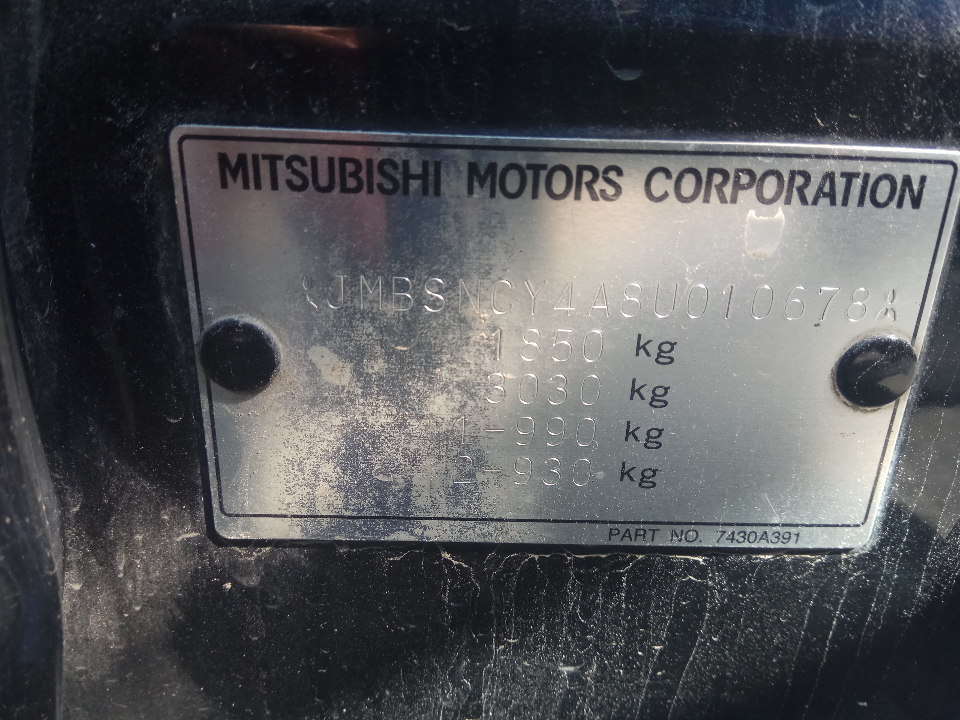 MITSUBISHI MOTORS CORPORATION
JMBSNCY4A8U010678
1850 kg
3030 kg
1-990 kg
2-930 kg
PART NO. 7430A391